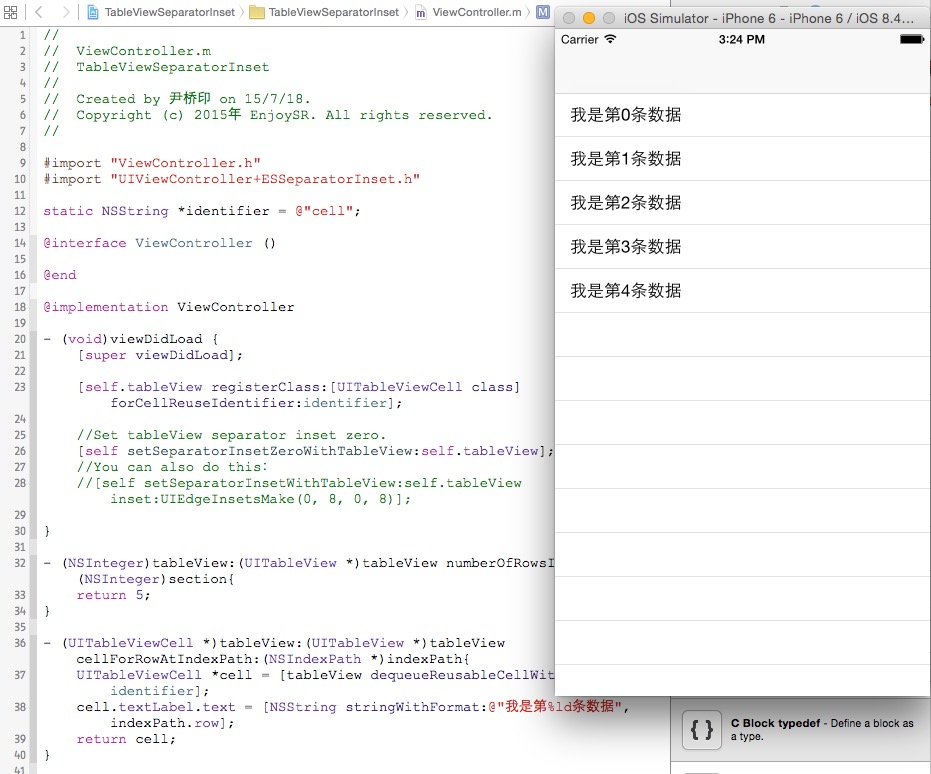 TableViewSeparatorInset TableViewSeparatorInset ViewController.m M
1 //
2 // ViewController.m
3 // TableViewSeparatorInset
4 //
5 // Created by 尹桥印 on 15/7/18.
6 // Copyright (c) 2015年 EnjoySR. All rights reserved.
7 //
8
9 #import "ViewController.h"
10 #import "UIViewController+ESSeparatorInset.h"
11
12 static NSString *identifier = @"cell";
13
14 @interface ViewController ()
15
16 @end
17
18 @implementation ViewController
19
20 - (void)viewDidLoad {
21 [super viewDidLoad];
22
23 [self.tableView registerClass:[UITableViewCell class]
forCellReuseIdentifier:identifier];
24
25 //Set tableView separator inset zero.
26 [self setSeparatorInsetZeroWithTableView:self.tableView];
27 //You can also do this:
28 //[self setSeparatorInsetWithTableView:self.tableView
inset:UIEdgeInsetsMake(0, 8, 0, 8)];
29
30 }
31
32 - (NSInteger)tableView:(UITableView *)tableView numberOfRowsI
(NSInteger)section{
33 return 5;
34 }
35
36 - (UITableViewCell *)tableView:(UITableView *)tableView
cellForRowAtIndexPath:(NSIndexPath *)indexPath{
37 UITableViewCell *cell = [tableView dequeueReusableCellWit
identifier];
38 cell.textLabel.text = [NSString stringWithFormat:@"我是第%ld条数据",
indexPath.row];
39 return cell;
40 }
41
iOS Simulator - iPhone 6 - iPhone 6 / iOS 8.4...
Carrier 3:24 PM
我是第0条数据
我是第1条数据
我是第2条数据
我是第3条数据
我是第4条数据
{ } C Block typedef - Define a block as
a type.